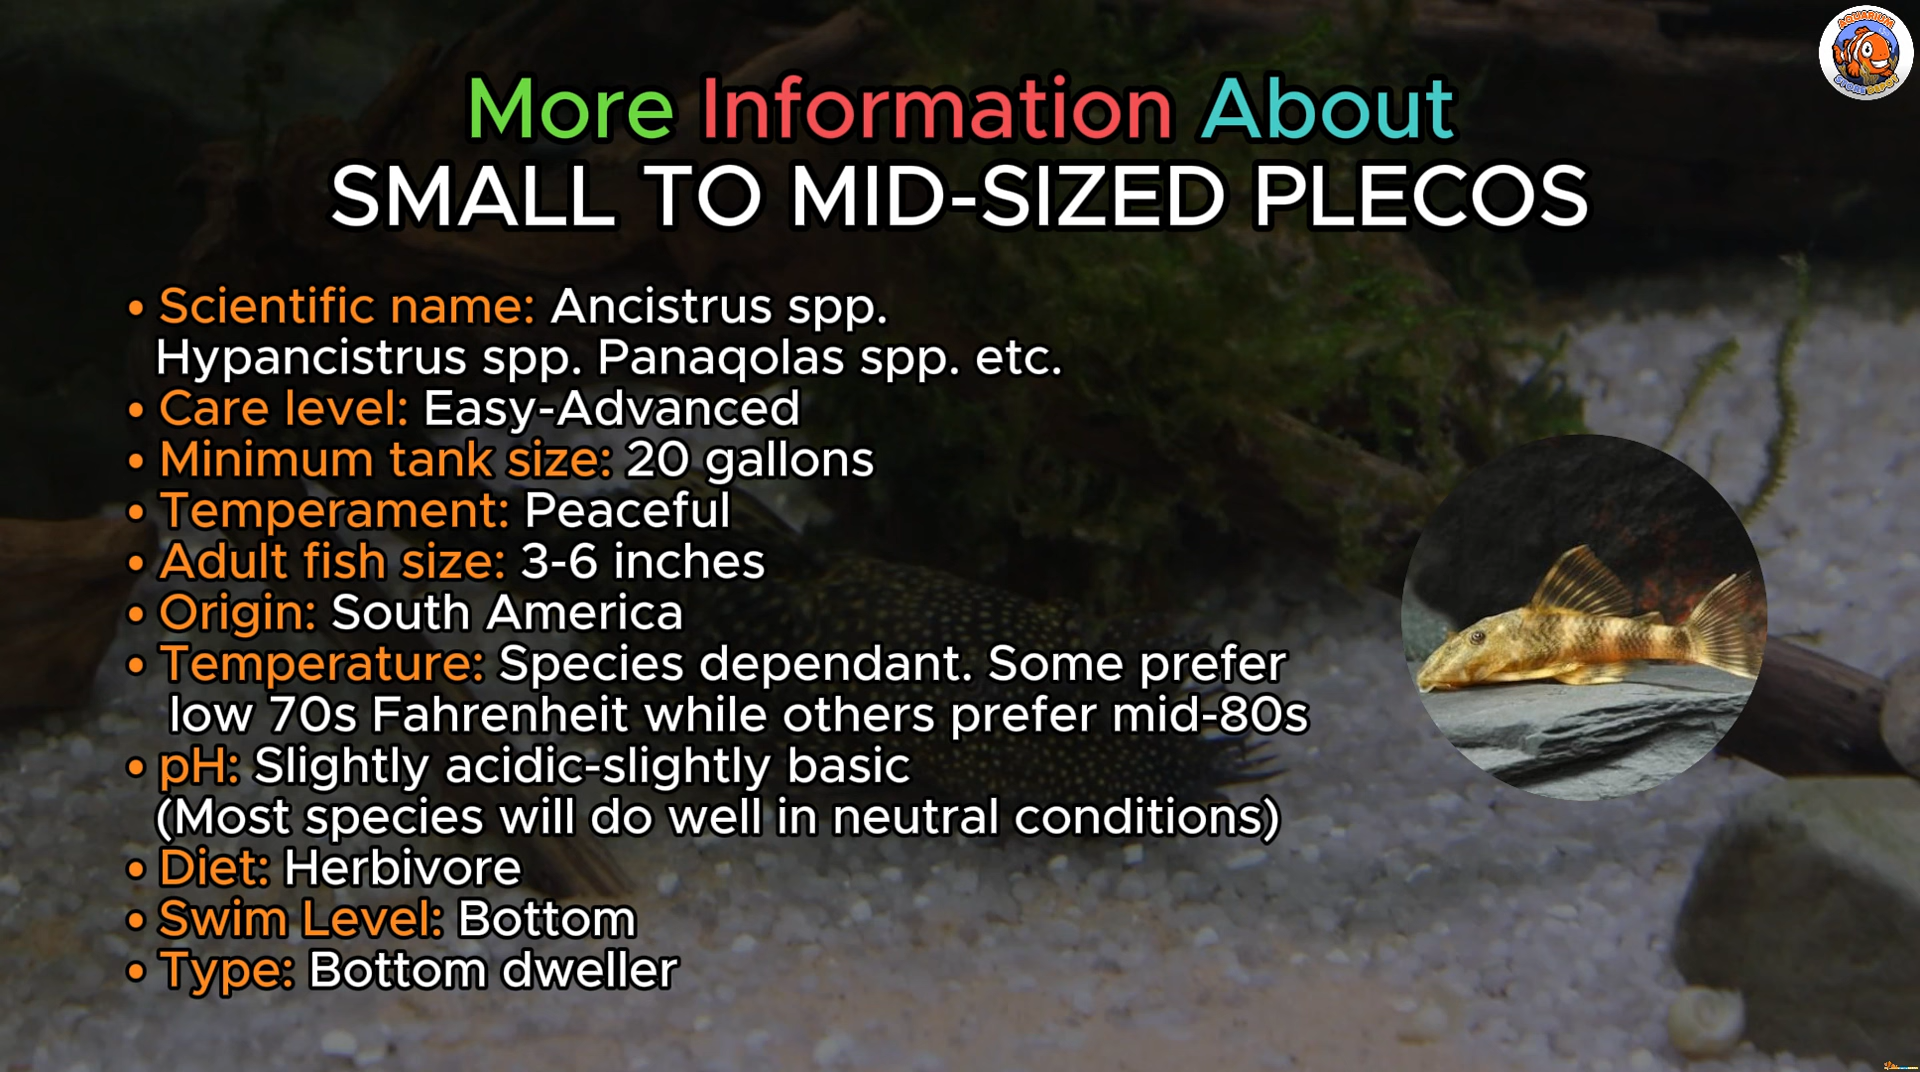 AQUARIUM
STORE DEPOT
More Information About
SMALL TO MID-SIZED PLECOS
• Scientific name: Ancistrus spp.
Hypancistrus spp. Panaqolas spp. etc.
• Care level: Easy-Advanced
• Minimum tank size: 20 gallons
• Temperament: Peaceful
• Adult fish size: 3-6 inches
• Origin: South America
• Temperature: Species dependant. Some prefer
low 70s Fahrenheit while others prefer mid-80s
• pH: Slightly acidic-slightly basic
(Most species will do well in neutral conditions)
• Diet: Herbivore
• Swim Level: Bottom
• Type: Bottom dweller